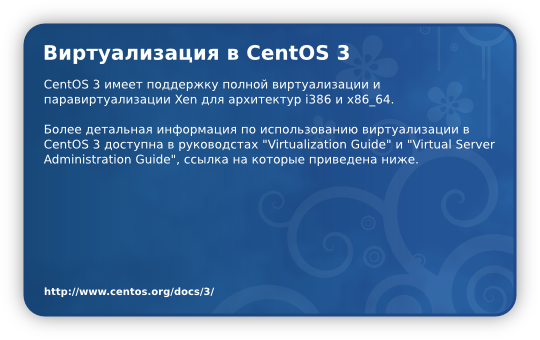 Виртуализация в CentOS 3
CentOS 3 имеет поддержку полной виртуализации и
паравиртуализации Xen для архитектур i386 и x86_64.
Более детальная информация по использованию виртуализации в
CentOS 3 доступна в руководстах "Virtualization Guide" и "Virtual Server
Administration Guide", ссылка на которые приведена ниже.
http://www.centos.org/docs/3/